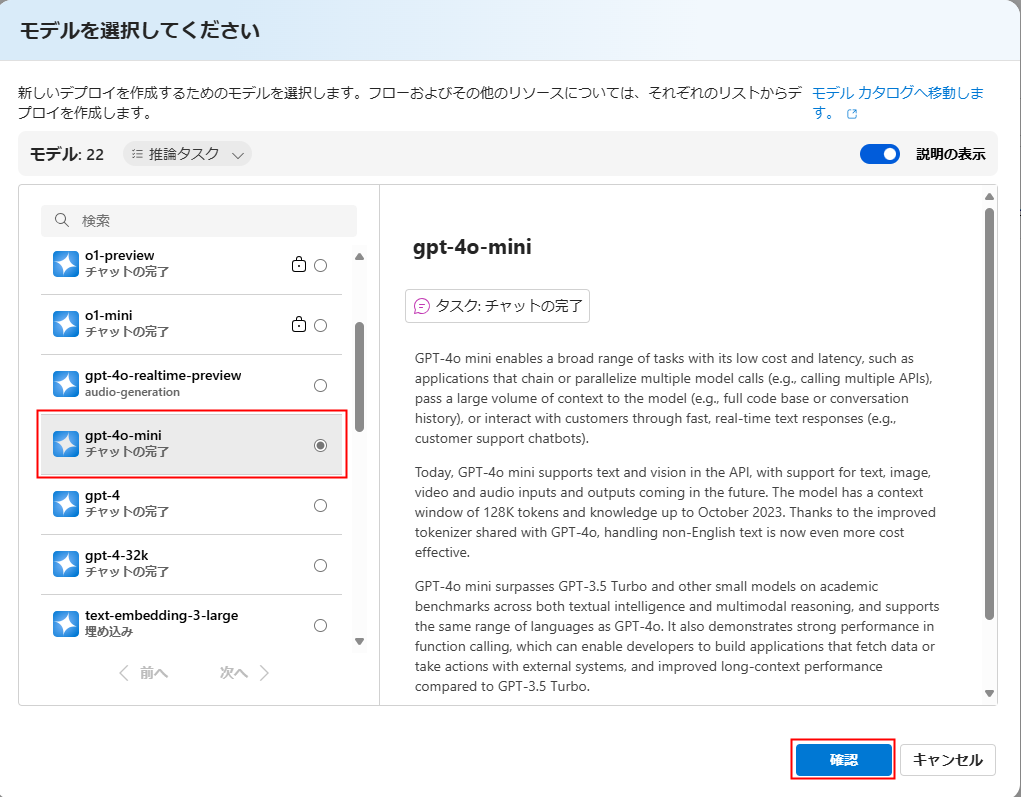 モデルを選択してください
新しいデプロイを作成するためのモデルを選択します。フローおよびその他のリソースについては、それぞれのリストからデ
プロイを作成します。
モデル カタログへ移動しま
す。
モデル: 22
推論タスク
説明の表示
検索
o1-preview
チャットの完了
o1-mini
チャットの完了
gpt-4o-realtime-preview
audio-generation
gpt-4o-mini
チャットの完了
gpt-4
チャットの完了
gpt-4-32k
チャットの完了
text-embedding-3-large
埋め込み
前へ
次へ
gpt-4o-mini
タスク: チャットの完了
GPT-4o mini enables a broad range of tasks with its low cost and latency, such as
applications that chain or parallelize multiple model calls (e.g., calling multiple APIs),
pass a large volume of context to the model (e.g., full code base or conversation
history), or interact with customers through fast, real-time text responses (e.g.,
customer support chatbots).
Today, GPT-4o mini supports text and vision in the API, with support for text, image,
video and audio inputs and outputs coming in the future. The model has a context
window of 128K tokens and knowledge up to October 2023. Thanks to the improved
tokenizer shared with GPT-4o, handling non-English text is now even more cost
effective.
GPT-4o mini surpasses GPT-3.5 Turbo and other small models on academic
benchmarks across both textual intelligence and multimodal reasoning, and supports
the same range of languages as GPT-4o. It also demonstrates strong performance in
function calling, which can enable developers to build applications that fetch data or
take actions with external systems, and improved long-context performance
compared to GPT-3.5 Turbo.
確認
キャンセル